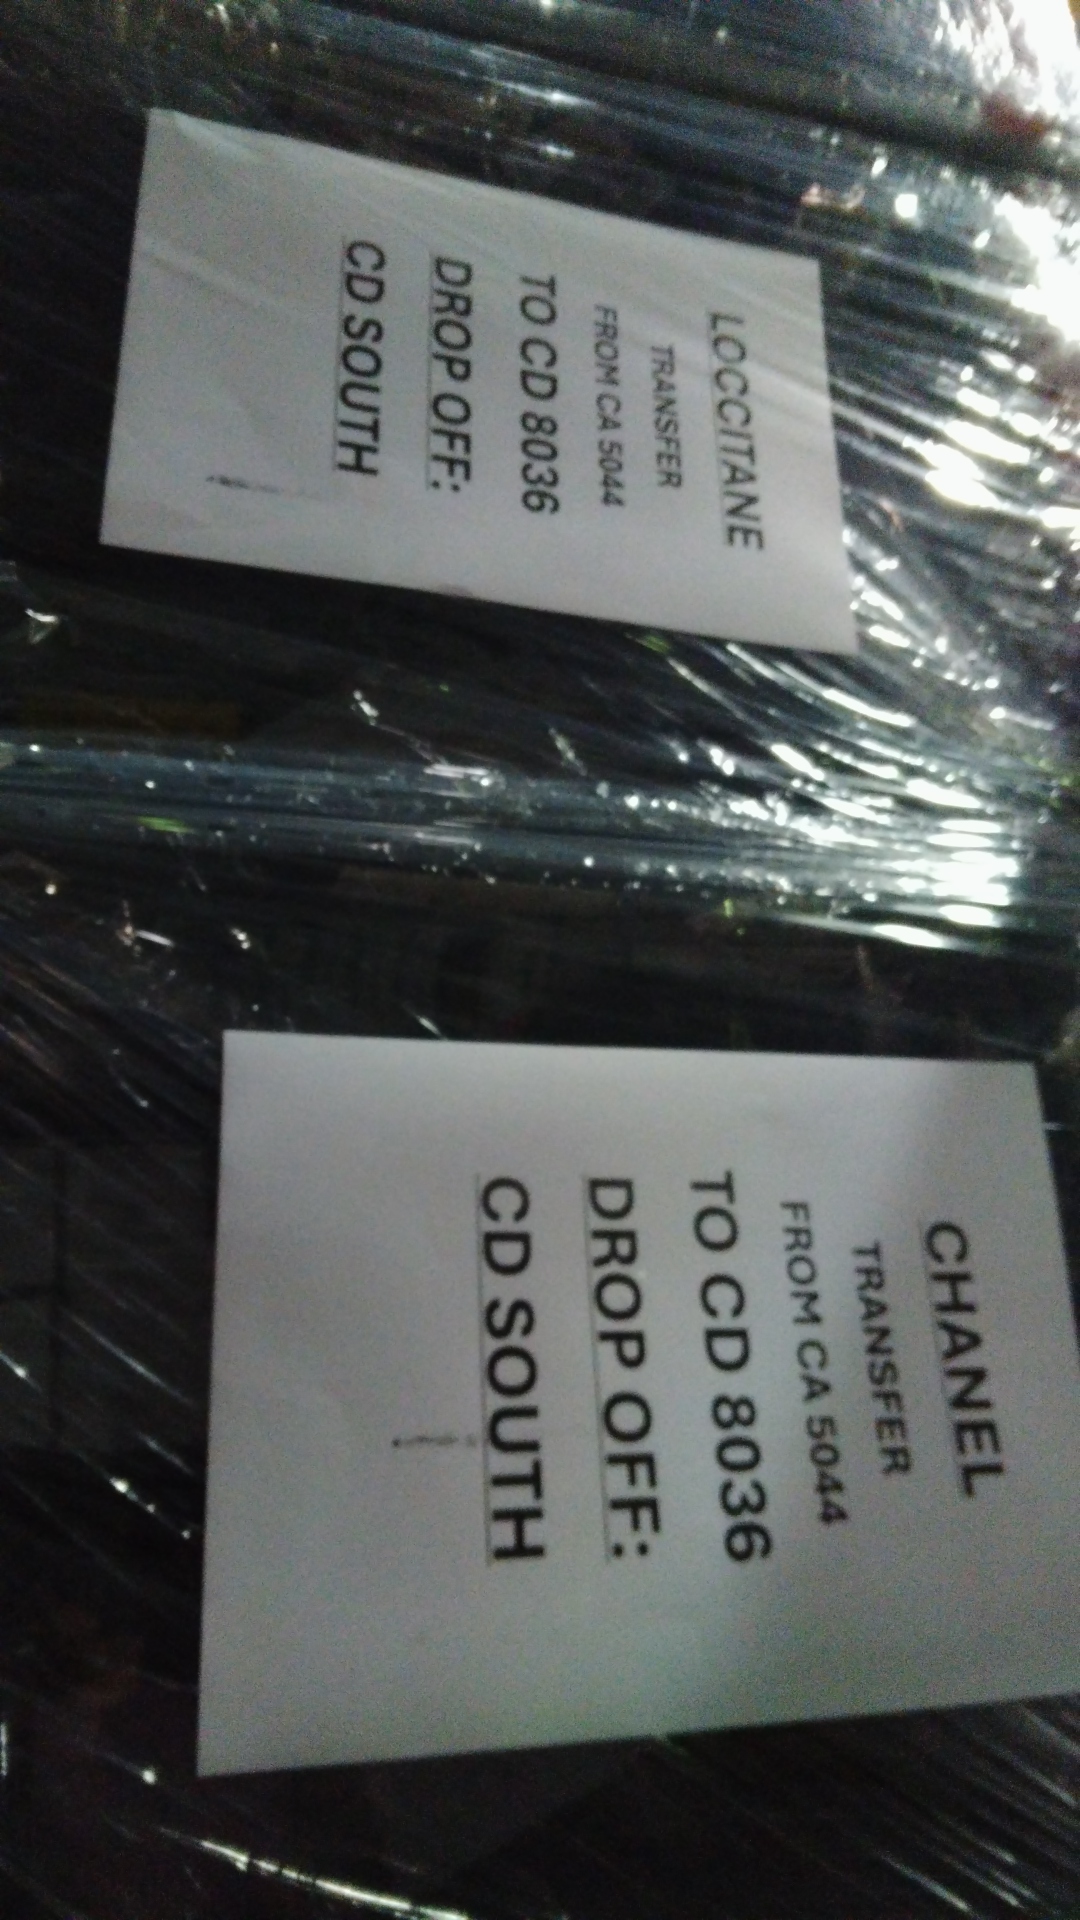 LOCCITANE
TRANSFER
FROM CA 5044
TO CD 8036
DROP OFF:
CD SOUTH
CHANEL
TRANSFER
FROM CA 5044
TO CD 8036
DROP OFF:
CD SOUTH